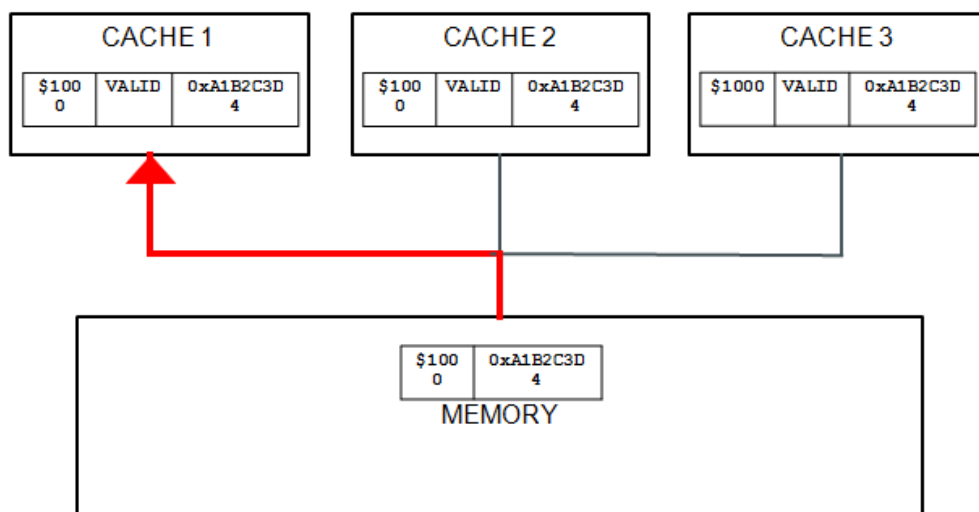 CACHE 1
CACHE 2
CACHE 3
$100 VALID 0xA1B2C3D
0 4
$100 VALID 0xA1B2C3D
0 4
$1000 VALID 0xA1B2C3D
4
$100 0xA1B2C3D
0 4
MEMORY